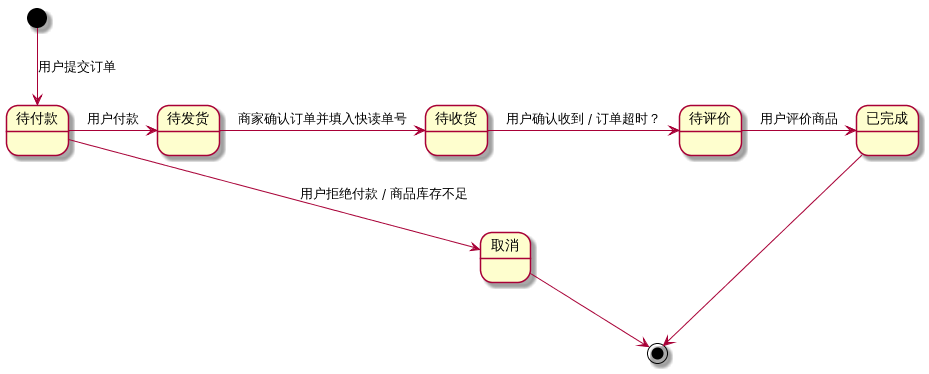 用户提交订单
待付款
用户付款
待发货
商家确认订单并填入快读单号
待收货
用户确认收到 / 订单超时？
待评价
用户评价商品
已完成
用户拒绝付款 / 商品库存不足
取消